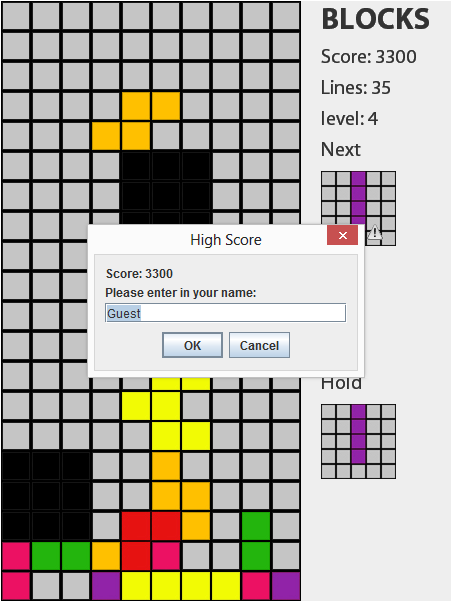 BLOCKS
Score: 3300
Lines: 35
level: 4
Next
High Score
Score: 3300
Please enter in your name:
Guest
OK Cancel
Hold